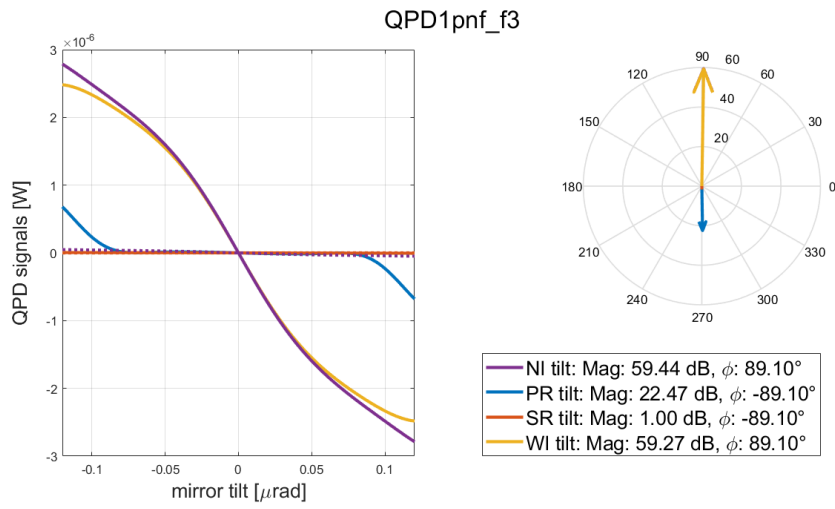 QPD1pnf_f3
×10⁻⁶
3
2
1
0
-1
-2
-3
QPD signals [W]
-0.1 -0.05 0 0.05 0.1
mirror tilt [μrad]
90 60
120 60
40
150 30
20
180 0
210 330
240 300
270
NI tilt: Mag: 59.44 dB, ϕ: 89.10°
PR tilt: Mag: 22.47 dB, ϕ: -89.10°
SR tilt: Mag: 1.00 dB, ϕ: -89.10°
WI tilt: Mag: 59.27 dB, ϕ: 89.10°